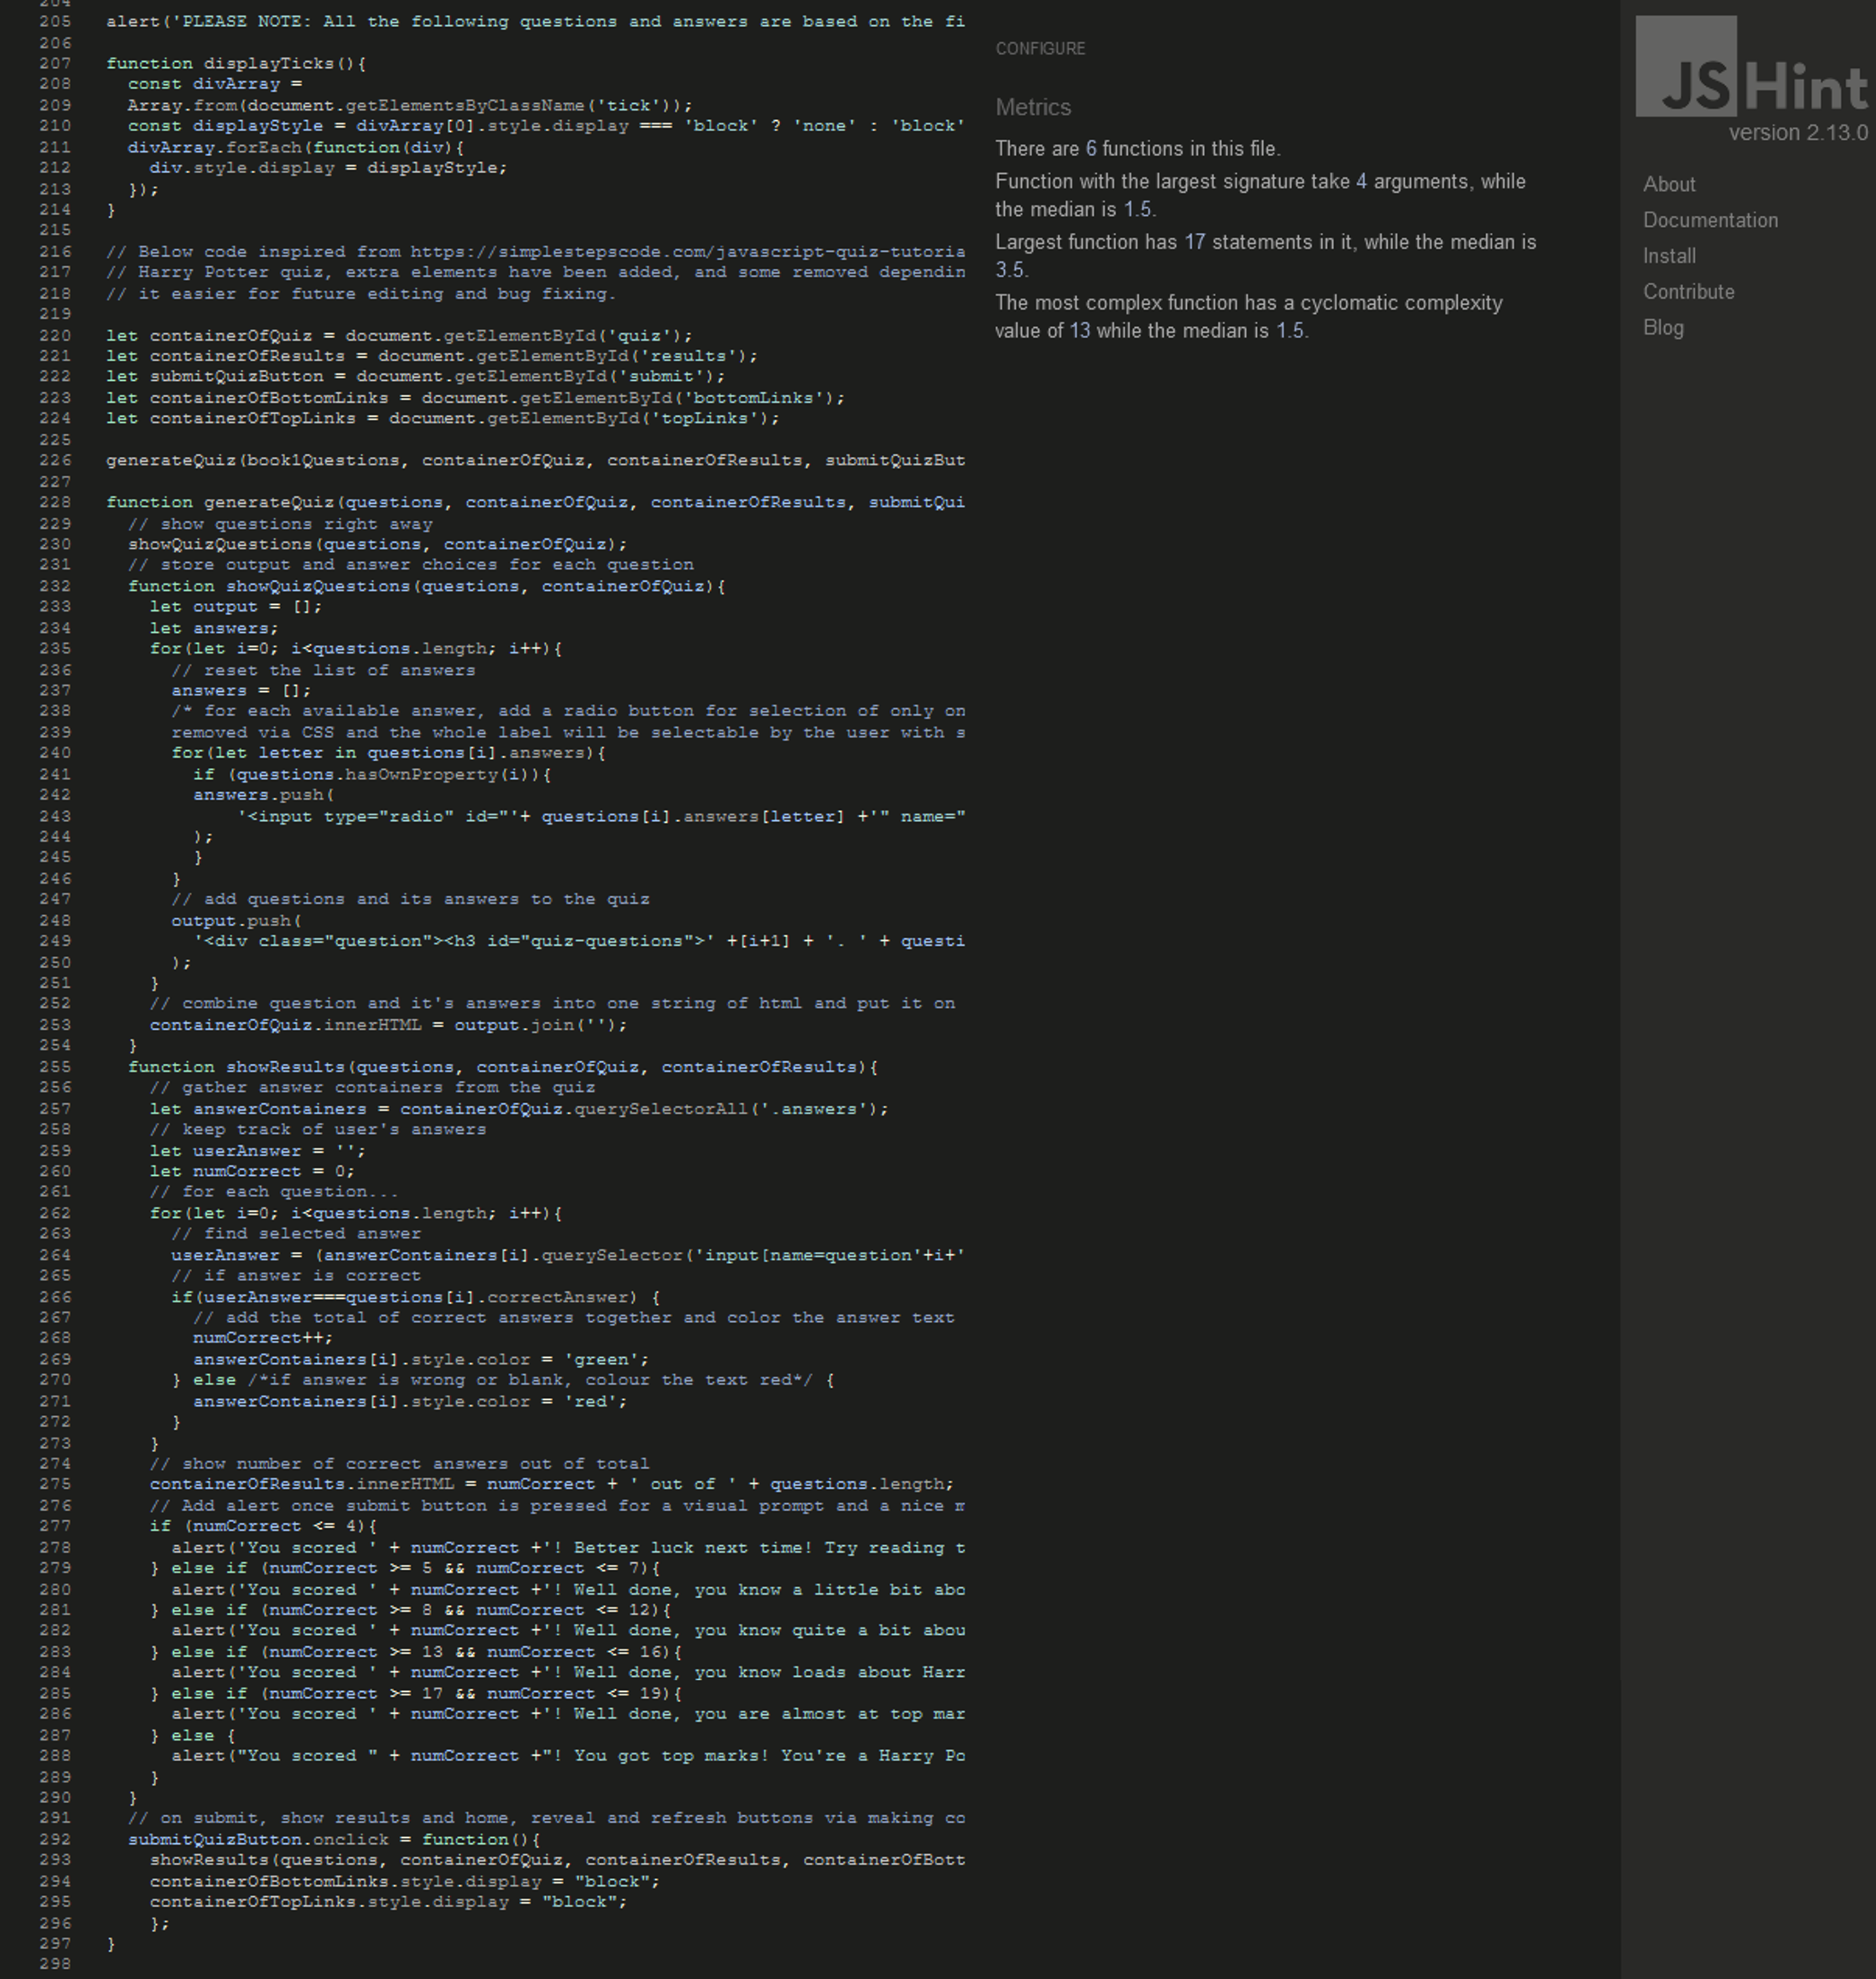 204
205 alert('PLEASE NOTE: All the following questions and answers are based on the fi
206
207 function displayTicks(){
208 const divArray =
209 Array.from(document.getElementsByClassName('tick'));
210 const displayStyle = divArray[0].style.display === 'block' ? 'none' : 'block'
211 divArray.forEach(function(div){
212 div.style.display = displayStyle;
213 });
214 }
215
216 // Below code inspired from https://simplestepscode.com/javascript-quiz-tutoria
217 // Harry Potter quiz, extra elements have been added, and some removed dependin
218 // it easier for future editing and bug fixing.
219
220 let containerOfQuiz = document.getElementById('quiz');
221 let containerOfResults = document.getElementById('results');
222 let submitQuizButton = document.getElementById('submit');
223 let containerOfBottomLinks = document.getElementById('bottomLinks');
224 let containerOfTopLinks = document.getElementById('topLinks');
225
226 generateQuiz(book1Questions, containerOfQuiz, containerOfResults, submitQuizBut
227
228 function generateQuiz(questions, containerOfQuiz, containerOfResults, submitQui
229 // show questions right away
230 showQuizQuestions(questions, containerOfQuiz);
231 // store output and answer choices for each question
232 function showQuizQuestions(questions, containerOfQuiz){
233 let output = [];
234 let answers;
235 for(let i=0; i<questions.length; i++){
236 // reset the list of answers
237 answers = [];
238 /* for each available answer, add a radio button for selection of only on
239 removed via CSS and the whole label will be selectable by the user with s
240 for(let letter in questions[i].answers){
241 if (questions.hasOwnProperty(i)){
242 answers.push(
243 '<input type="radio" id="'+ questions[i].answers[letter] +'" name="
244 );
245 }
246 }
247 // add questions and its answers to the quiz
248 output.push(
249 '<div class="question"><h3 id="quiz-questions">' +[i+1] + '. ' + questi
250 );
251 }
252 // combine question and it's answers into one string of html and put it on
253 containerOfQuiz.innerHTML = output.join('');
254 }
255 function showResults(questions, containerOfQuiz, containerOfResults){
256 // gather answer containers from the quiz
257 let answerContainers = containerOfQuiz.querySelectorAll('.answers');
258 // keep track of user's answers
259 let userAnswer = '';
260 let numCorrect = 0;
261 // for each question...
262 for(let i=0; i<questions.length; i++){
263 // find selected answer
264 userAnswer = (answerContainers[i].querySelector('input[name=question'+i+'
265 // if answer is correct
266 if(userAnswer===questions[i].correctAnswer) {
267 // add the total of correct answers together and color the answer text
268 numCorrect++;
269 answerContainers[i].style.color = 'green';
270 } else /*if answer is wrong or blank, colour the text red*/ {
271 answerContainers[i].style.color = 'red';
272 }
273 }
274 // show number of correct answers out of total
275 containerOfResults.innerHTML = numCorrect + ' out of ' + questions.length;
276 // Add alert once submit button is pressed for a visual prompt and a nice m
277 if (numCorrect <= 4){
278 alert('You scored ' + numCorrect +'! Better luck next time! Try reading t
279 } else if (numCorrect >= 5 && numCorrect <= 7){
280 alert('You scored ' + numCorrect +'! Well done, you know a little bit abo
281 } else if (numCorrect >= 8 && numCorrect <= 12){
282 alert('You scored ' + numCorrect +'! Well done, you know quite a bit abou
283 } else if (numCorrect >= 13 && numCorrect <= 16){
284 alert('You scored ' + numCorrect +'! Well done, you know loads about Harr
285 } else if (numCorrect >= 17 && numCorrect <= 19){
286 alert('You scored ' + numCorrect +'! Well done, you are almost at top mar
287 } else {
288 alert("You scored " + numCorrect +"! You got top marks! You're a Harry Po
289 }
290 }
291 // on submit, show results and home, reveal and refresh buttons via making co
292 submitQuizButton.onclick = function(){
293 showResults(questions, containerOfQuiz, containerOfResults, containerOfBott
294 containerOfBottomLinks.style.display = "block";
295 containerOfTopLinks.style.display = "block";
296 };
297 }
298
CONFIGURE
Metrics
There are 6 functions in this file.
Function with the largest signature take 4 arguments, while
the median is 1.5.
Largest function has 17 statements in it, while the median is
3.5.
The most complex function has a cyclomatic complexity
value of 13 while the median is 1.5.
JSHint
version 2.13.0
About
Documentation
Install
Contribute
Blog